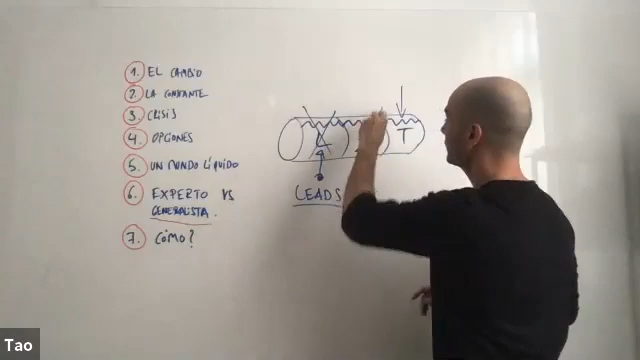 1. EL CAMBIO
2. LA CONSTANTE
3. CRISIS
4. OPCIONES
5. UN MUNDO LÍQUIDO
6. EXPERTO VS
GENERALISTA.
7. CÓMO?
T
LEADS
Tao